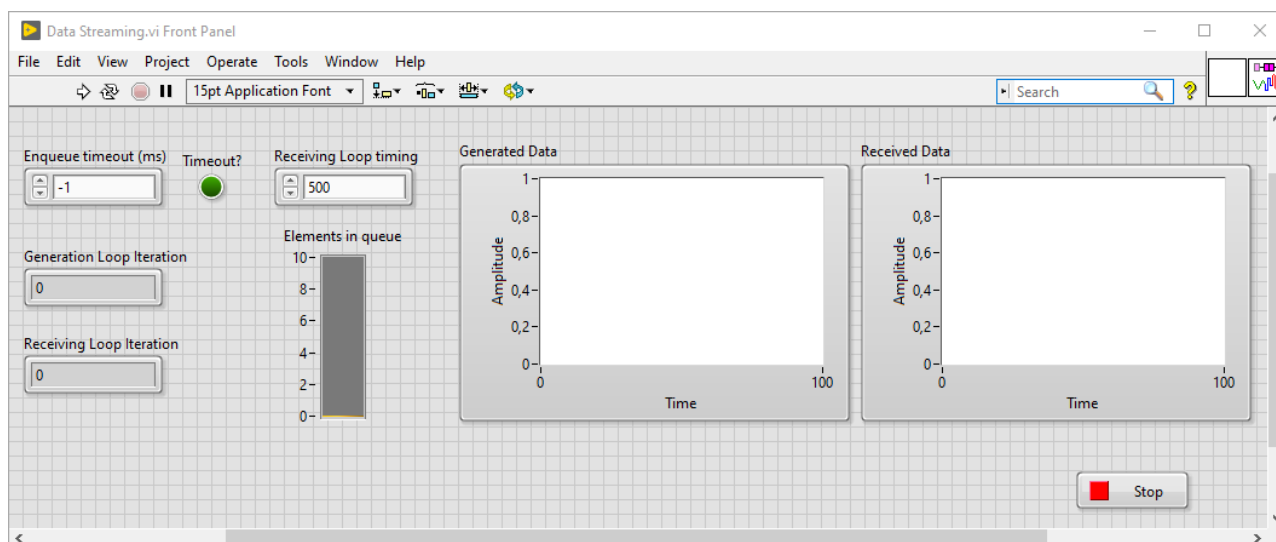 Data Streaming.vi Front Panel
File Edit View Project Operate Tools Window Help
15pt Application Font Search
Enqueue timeout (ms) Timeout? Receiving Loop timing Generated Data Received Data
-1 500
Elements in queue
Generation Loop Iteration
0
Receiving Loop Iteration
0
10
8
6
4
2
0
1
0,8
0,6
0,4
0,2
0
Amplitude
0 100
Time
1
0,8
0,6
0,4
0,2
0
Amplitude
0 100
Time
Stop